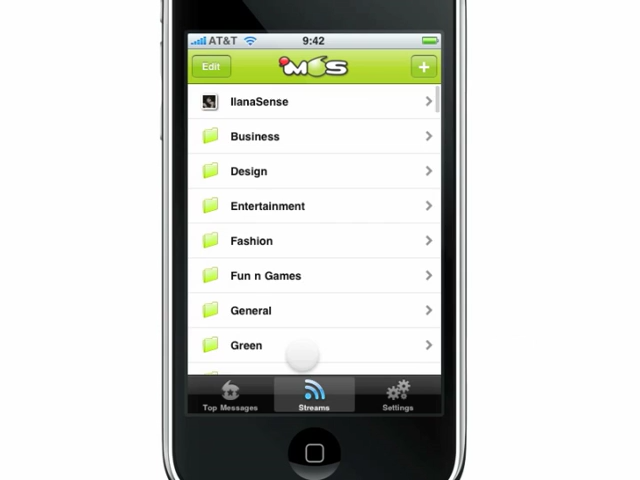 AT&T 9:42
Edit MOS +
IlanaSense
Business
Design
Entertainment
Fashion
Fun n Games
General
Green
Top Messages Streams Settings